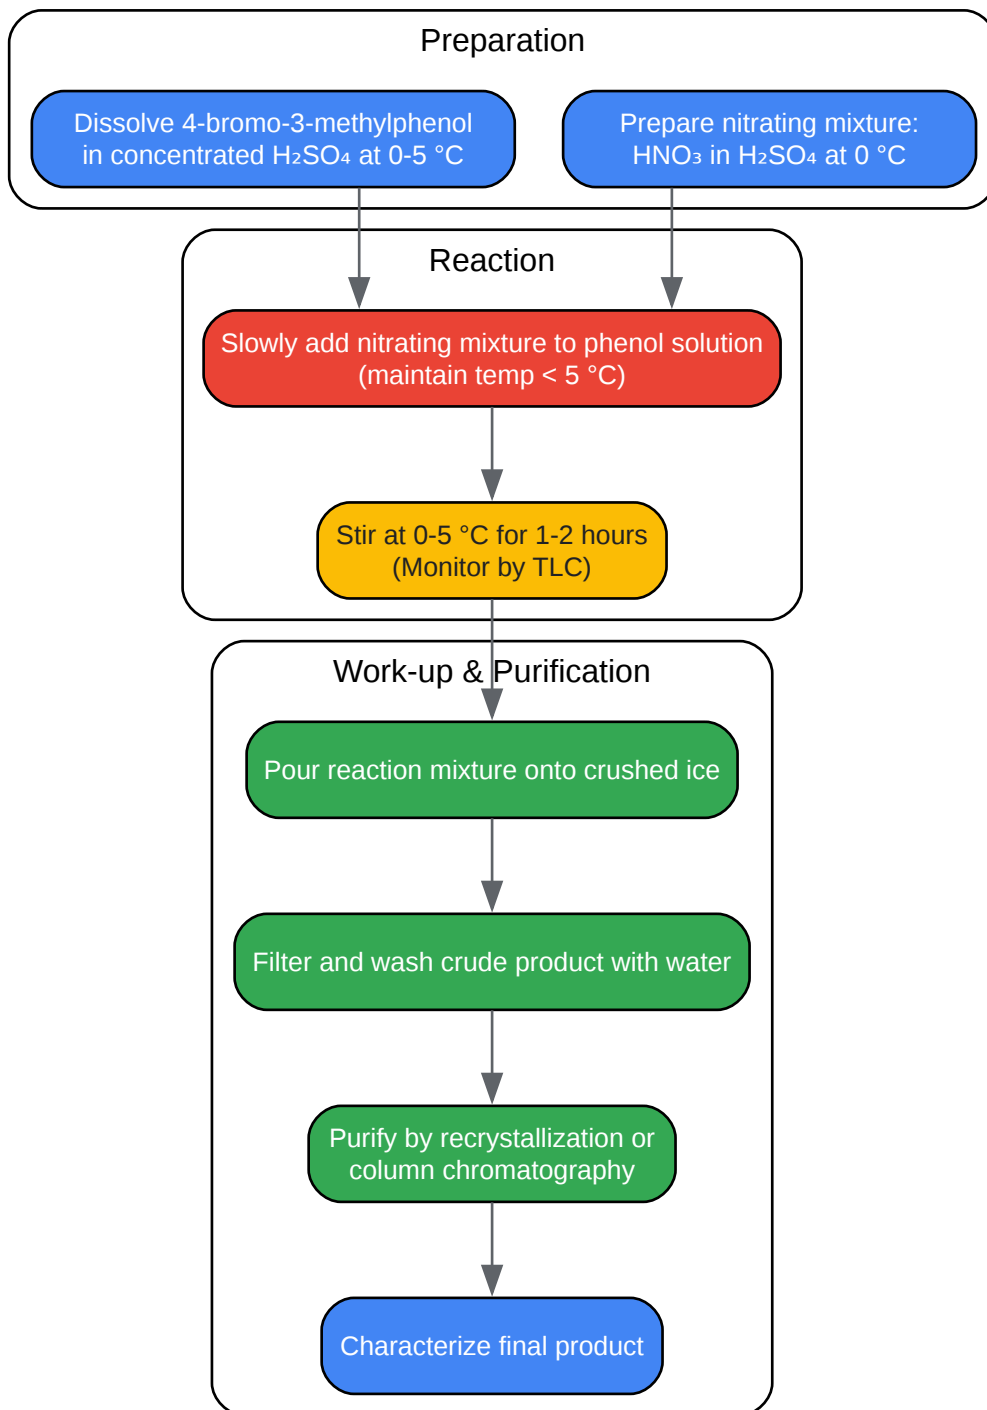 Preparation
Dissolve 4-bromo-3-methylphenol
in concentrated H₂SO₄ at 0-5 °C
Prepare nitrating mixture:
HNO₃ in H₂SO₄ at 0 °C
Reaction
Slowly add nitrating mixture to phenol solution
(maintain temp < 5 °C)
Stir at 0-5 °C for 1-2 hours
(Monitor by TLC)
Work-up & Purification
Pour reaction mixture onto crushed ice
Filter and wash crude product with water
Purify by recrystallization or
column chromatography
Characterize final product